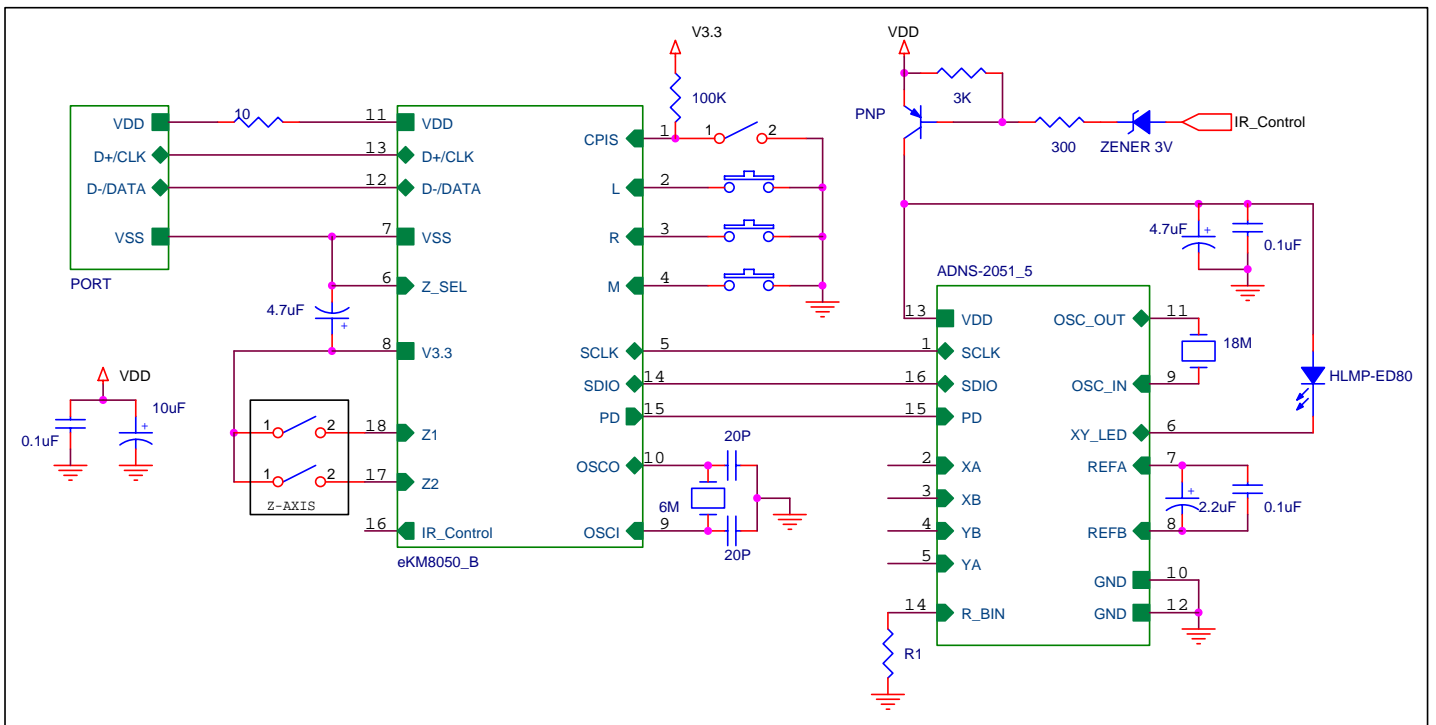 V3.3
VDD
100K
3K
PNP
300
ZENER 3V
IR_Control
VDD
D+/CLK
D-/DATA
VSS
PORT
10
11
13
12
7
6
8
4.7uF
VDD
0.1uF
10uF
1
2
1
2
Z-AXIS
18
17
16
VDD
D+/CLK
D-/DATA
VSS
Z_SEL
V3.3
Z1
Z2
IR_Control
eKM8050_B
CPIS
L
R
M
SCLK
SDIO
PD
OSCO
OSCI
1
2
3
4
5
14
15
10
9
1
2
6M
20P
20P
4.7uF
0.1uF
ADNS-2051_5
13
1
16
15
2
3
4
5
14
VDD
SCLK
SDIO
PD
XA
XB
YB
YA
R_BIN
R1
OSC_OUT
OSC_IN
XY_LED
REFA
REFB
GND
GND
11
9
6
7
8
10
12
18M
HLMP-ED80
2.2uF
0.1uF